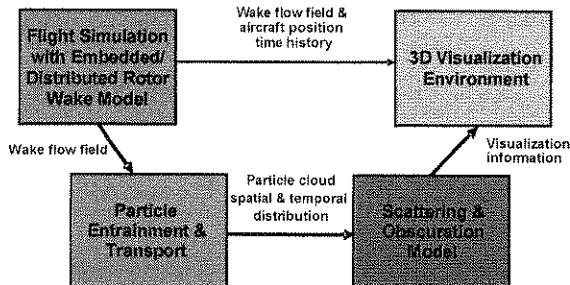 Flight Simulation
with Embedded/
Distributed Rotor
Wake Model
Wake flow field &
aircraft position
time history
3D Visualization
Environment
Wake flow field
Visualization
information
Particle cloud
spatial & temporal
distribution
Particle
Entrainment &
Transport
Scattering &
Obscuration
Model